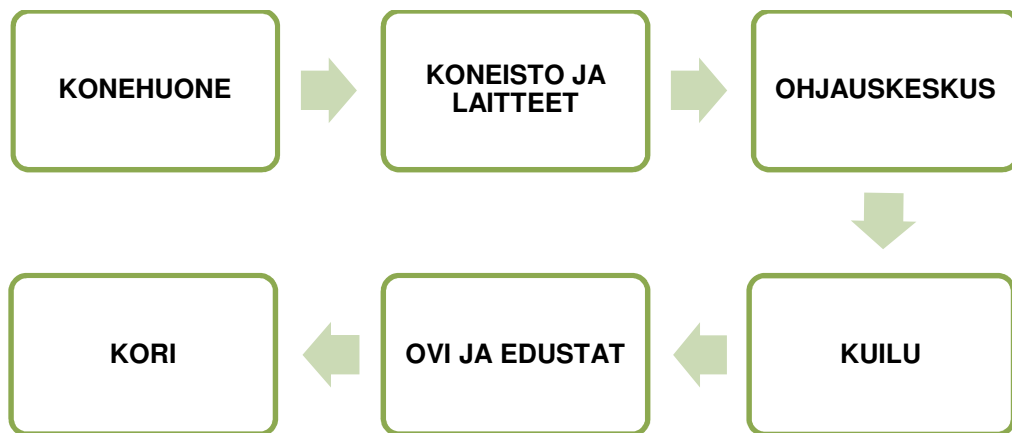 KONEHUONE
KONEISTO JA
LAITTEET
OHJAUSKESKUS
KUILU
OVI JA EDUSTAT
KORI